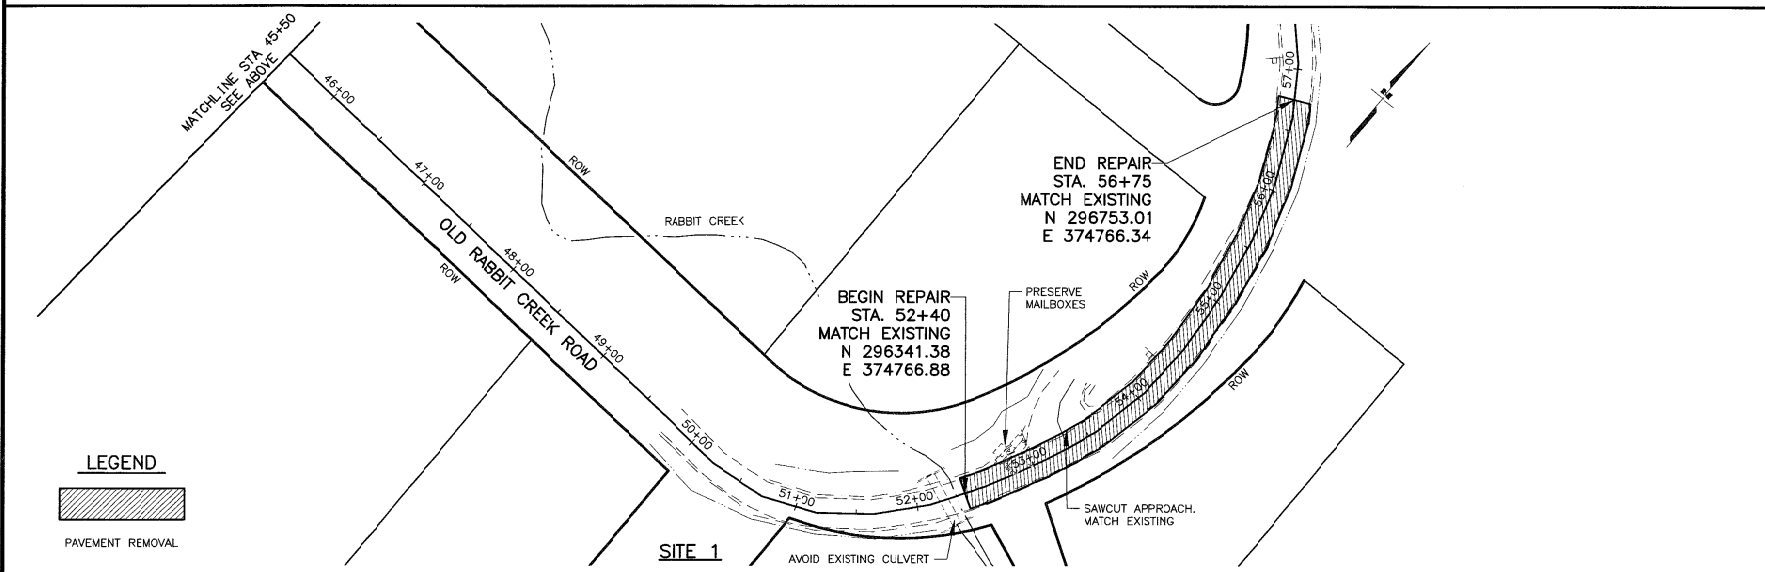 MATCHLINE STA 45+50
SEE ABOVE
46+00
47+00
48+00
49+00
50+00
51+00
52+00
53+00
54+00
55+00
56+00
57+00
OLD RABBIT CREEK ROAD
ROW
ROW
ROW
ROW
RABBIT CREEK
N
END REPAIR
STA. 56+75
MATCH EXISTING
N 296753.01
E 374766.34
BEGIN REPAIR
STA. 52+40
MATCH EXISTING
N 296341.38
E 374766.88
PRESERVE
MAILBOXES
SAWCUT APPROACH.
MATCH EXISTING
AVOID EXISTING CULVERT
SITE 1
LEGEND
PAVEMENT REMOVAL